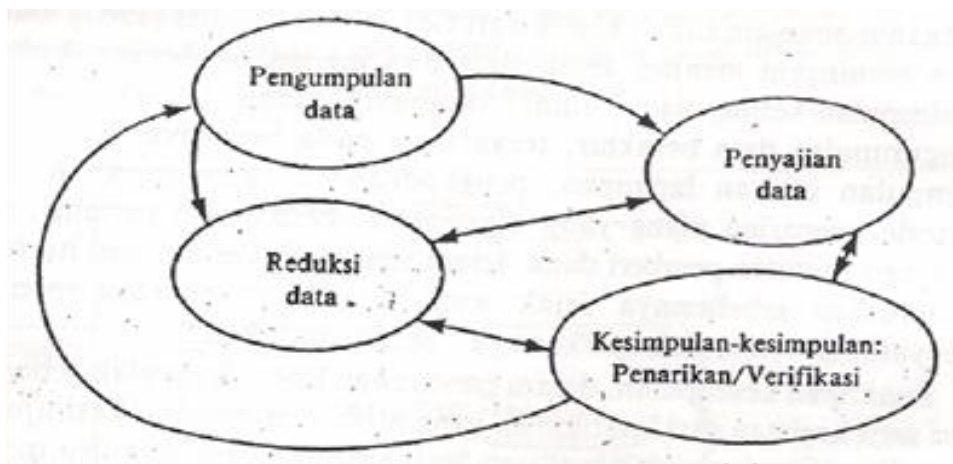 Pengumpulan
data
Penyajian
data
Reduksi
data
Kesimpulan-kesimpulan:
Penarikan/Verifikasi